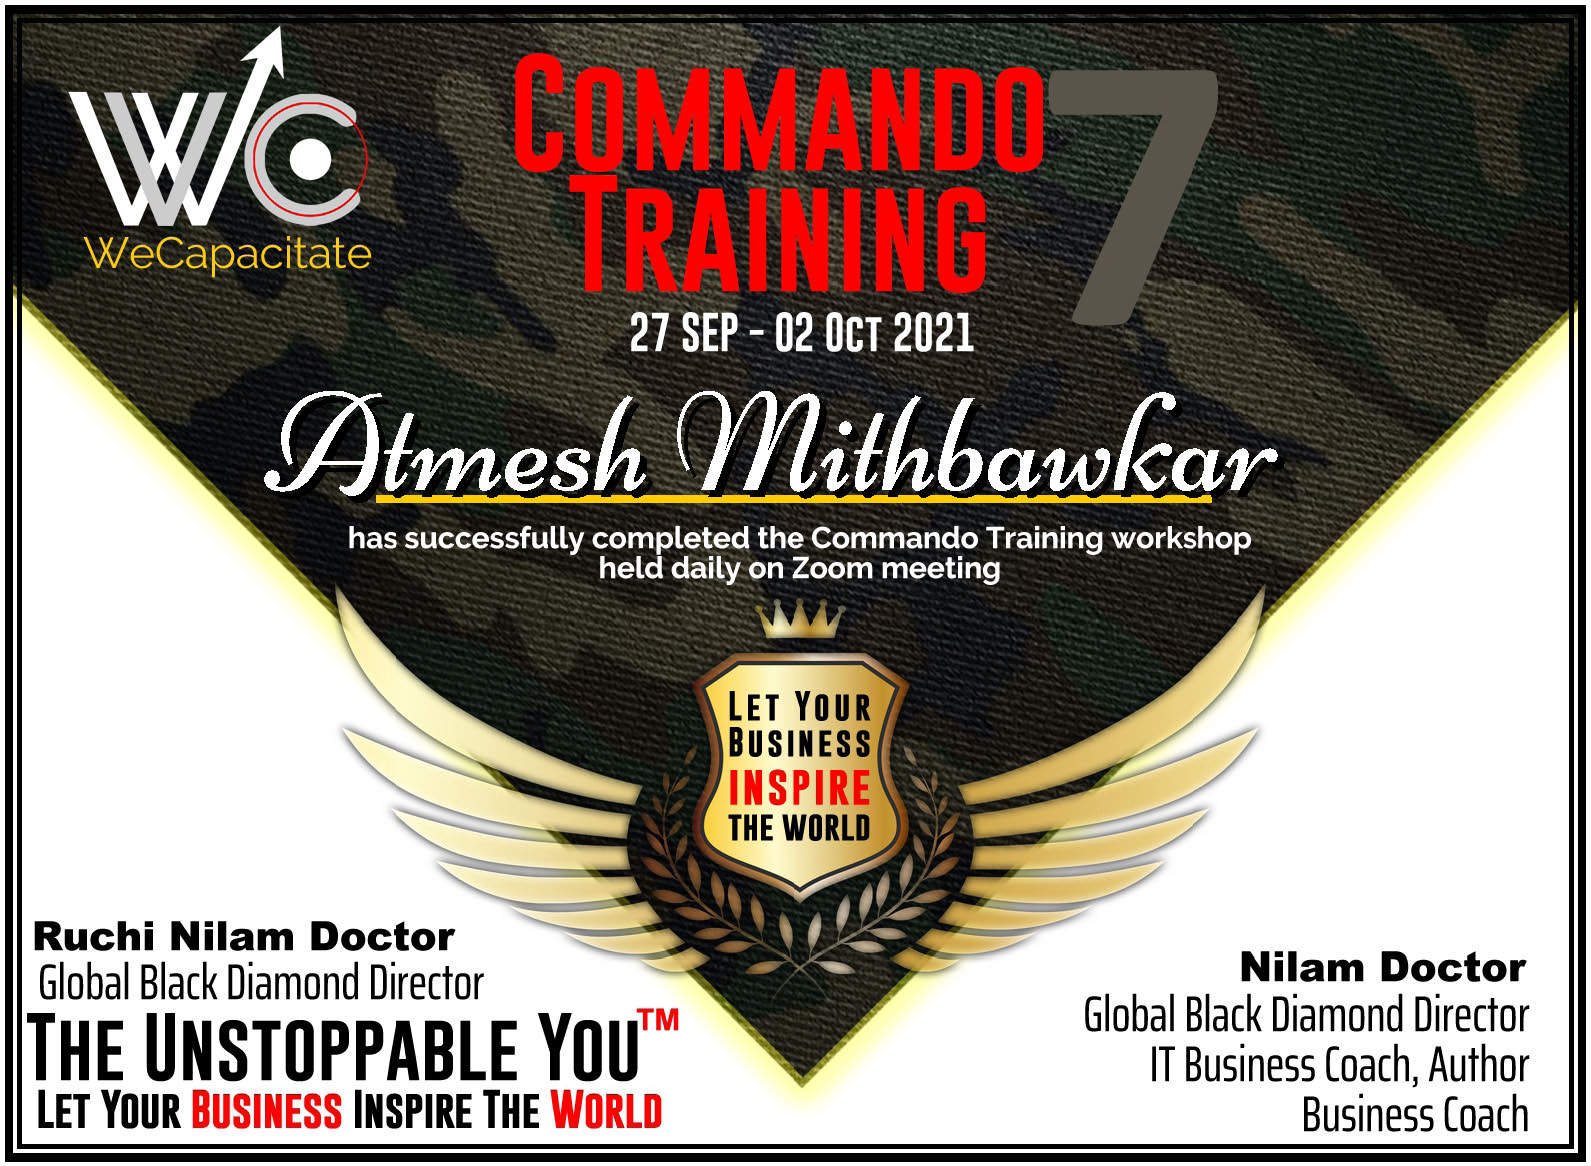 WC
WeCapacitate
Commando 7
Training
27 Sep - 02 Oct 2021
Atmesh Mithbawkar
has successfully completed the Commando Training workshop
held daily on Zoom meeting
Let Your
Business
INSPIRE
THE WORLD
Ruchi Nilam Doctor
Global Black Diamond Director
The Unstoppable You™
Let Your Business Inspire The World
Nilam Doctor
Global Black Diamond Director
IT Business Coach, Author
Business Coach